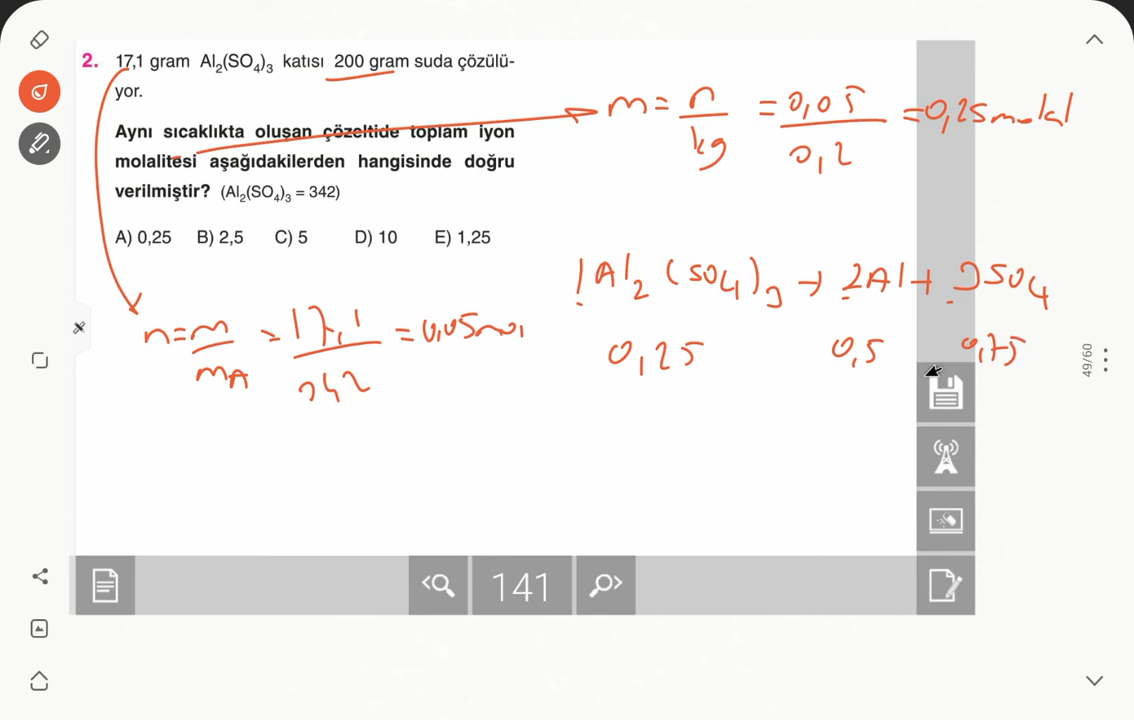 2. 17,1 gram Al₂(SO₄)₃ katısı 200 gram suda çözülü-
yor.
Aynı sıcaklıkta oluşan çözeltide toplam iyon
molalitesi aşağıdakilerden hangisinde doğru
verilmiştir? (Al₂(SO₄)₃ = 342)
A) 0,25 B) 2,5 C) 5 D) 10 E) 1,25
m = n/kg = 0,05/0,2 = 0,25 molal
1Al₂(SO₄)₃ → 2Al + 3SO₄
0,25 0,5 0,75
n = m/MA = 17,1/342 = 0,05 mol
49/60
141